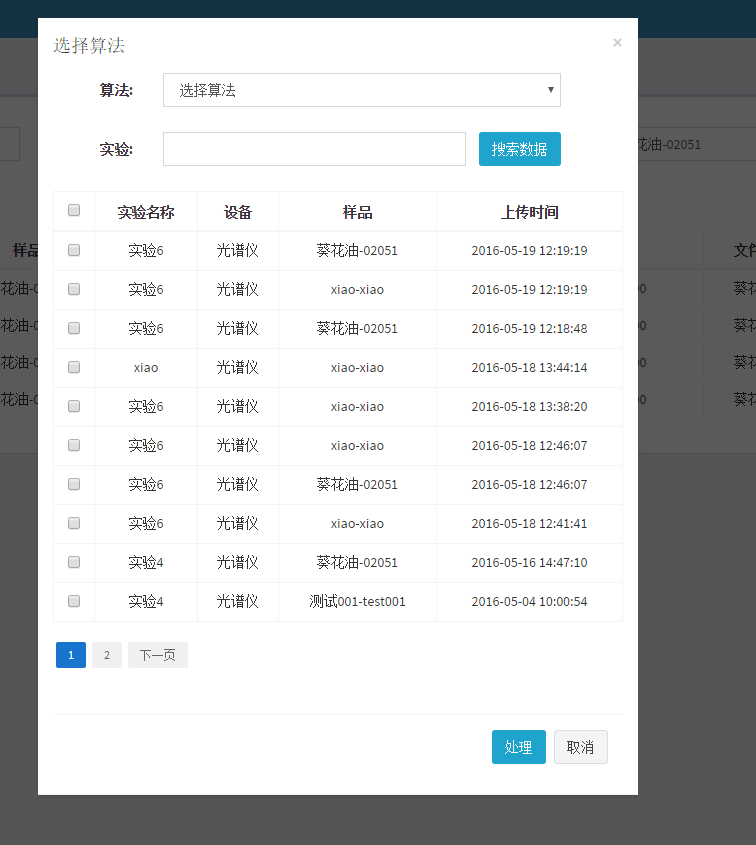 选择算法 ×
算法: 选择算法
实验: 搜索数据
花油-02051
实验名称 设备 样品 上传时间
实验6 光谱仪 葵花油-02051 2016-05-19 12:19:19
实验6 光谱仪 xiao-xiao 2016-05-19 12:19:19
实验6 光谱仪 葵花油-02051 2016-05-19 12:18:48
xiao 光谱仪 xiao-xiao 2016-05-18 13:44:14
实验6 光谱仪 xiao-xiao 2016-05-18 13:38:20
实验6 光谱仪 xiao-xiao 2016-05-18 12:46:07
实验6 光谱仪 葵花油-02051 2016-05-18 12:46:07
实验6 光谱仪 xiao-xiao 2016-05-18 12:41:41
实验4 光谱仪 葵花油-02051 2016-05-16 14:47:10
实验4 光谱仪 测试001-test001 2016-05-04 10:00:54
1 2 下一页
处理 取消